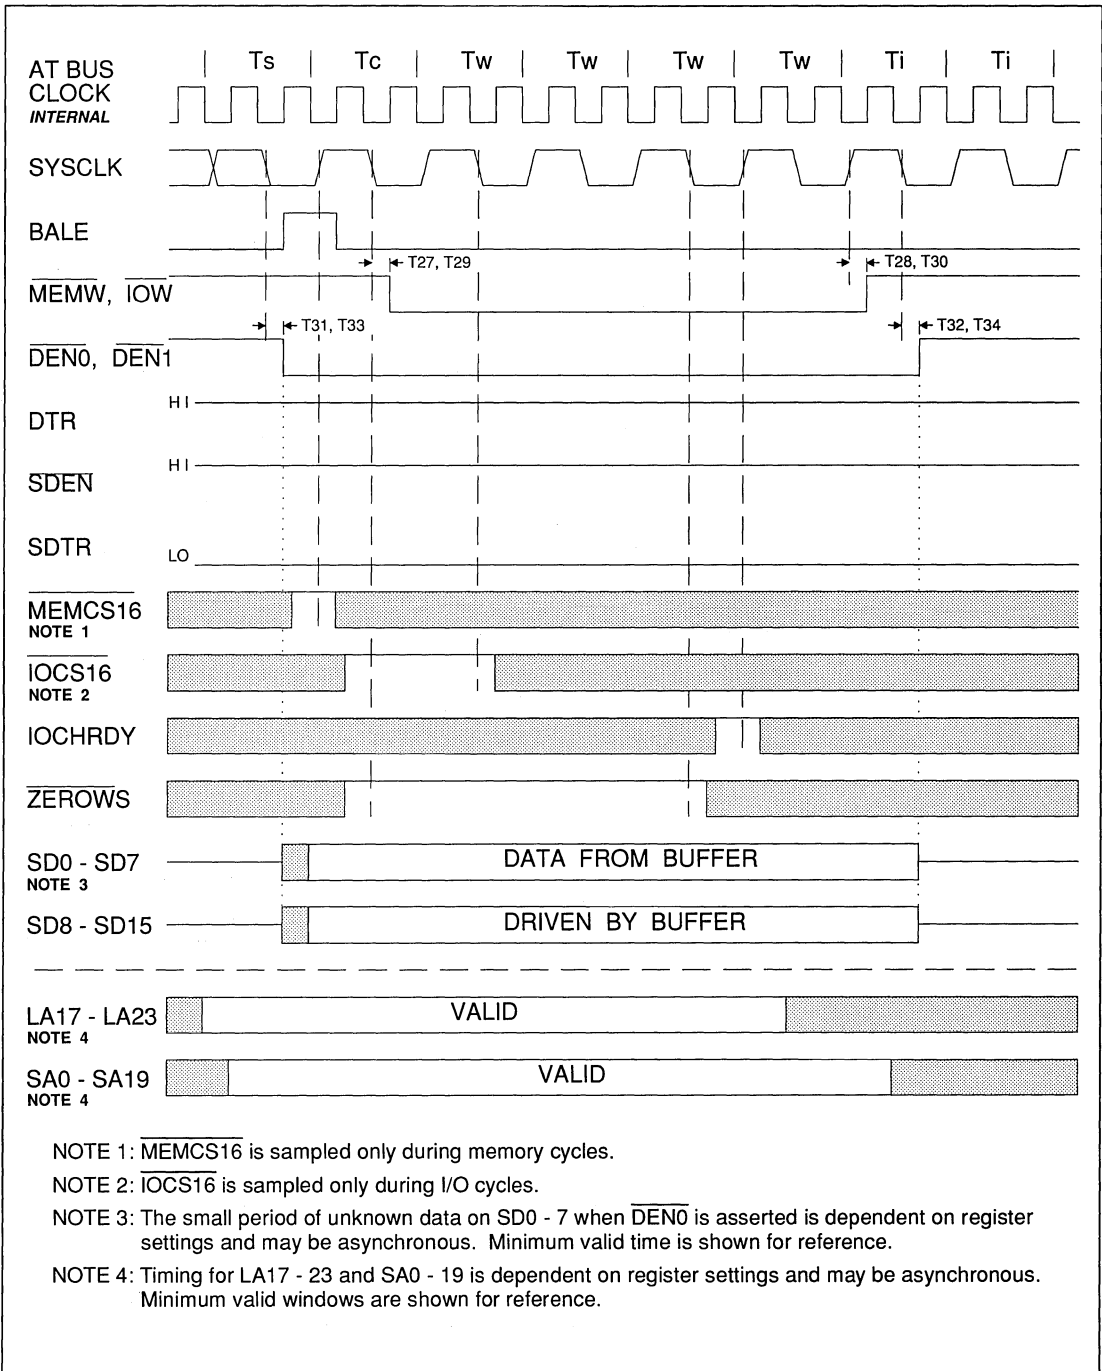 Ts Tc Tw Tw Tw Tw Ti Ti
AT BUS
CLOCK
INTERNAL
SYSCLK
BALE
T27, T29
T28, T30
MEMW, IOW
T31, T33
T32, T34
DEN0, DEN1
HI
DTR
HI
SDEN
SDTR
LO
MEMCS16
NOTE 1
IOCS16
NOTE 2
IOCHRDY
ZEROWS
SD0 - SD7
NOTE 3
DATA FROM BUFFER
SD8 - SD15
DRIVEN BY BUFFER
LA17 - LA23
NOTE 4
VALID
SA0 - SA19
NOTE 4
VALID
NOTE 1: MEMCS16 is sampled only during memory cycles.
NOTE 2: IOCS16 is sampled only during I/O cycles.
NOTE 3: The small period of unknown data on SD0 - 7 when DEN0 is asserted is dependent on register
settings and may be asynchronous. Minimum valid time is shown for reference.
NOTE 4: Timing for LA17 - 23 and SA0 - 19 is dependent on register settings and may be asynchronous.
Minimum valid windows are shown for reference.